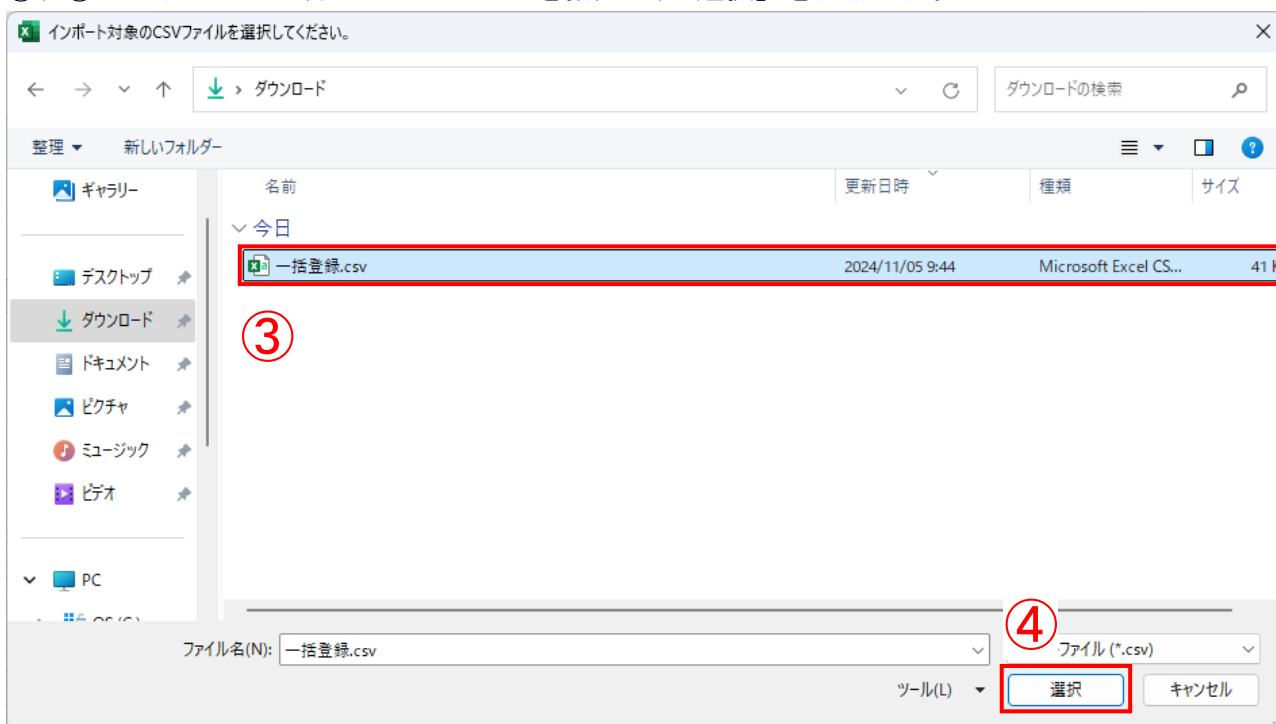 インポート対象のCSVファイルを選択してください。
ダウンロード
ダウンロードの検索
整理
新しいフォルダー
ギャラリー
名前
更新日時
種類
サイズ
今日
一括登録.csv
2024/11/05 9:44
Microsoft Excel CS...
41
③
デスクトップ
ダウンロード
ドキュメント
ピクチャ
ミュージック
ビデオ
PC
④
ファイル名(N):
一括登録.csv
ファイル (*.csv)
ツール(L)
選択
キャンセル